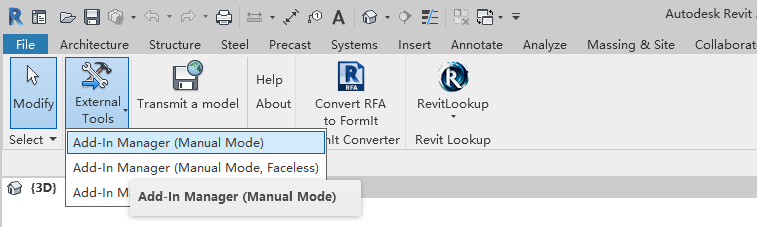 Autodesk Revit
File Architecture Structure Steel Precast Systems Insert Annotate Analyze Massing & Site
Modify
External Tools
Transmit a model
Help
About
Convert RFA
to FormIt
RevitLookup
Select
It Converter
Revit Lookup
Add-In Manager (Manual Mode)
Add-In Manager (Manual Mode, Faceless)
Add-In
Add-In Manager (Manual Mode)
{3D}